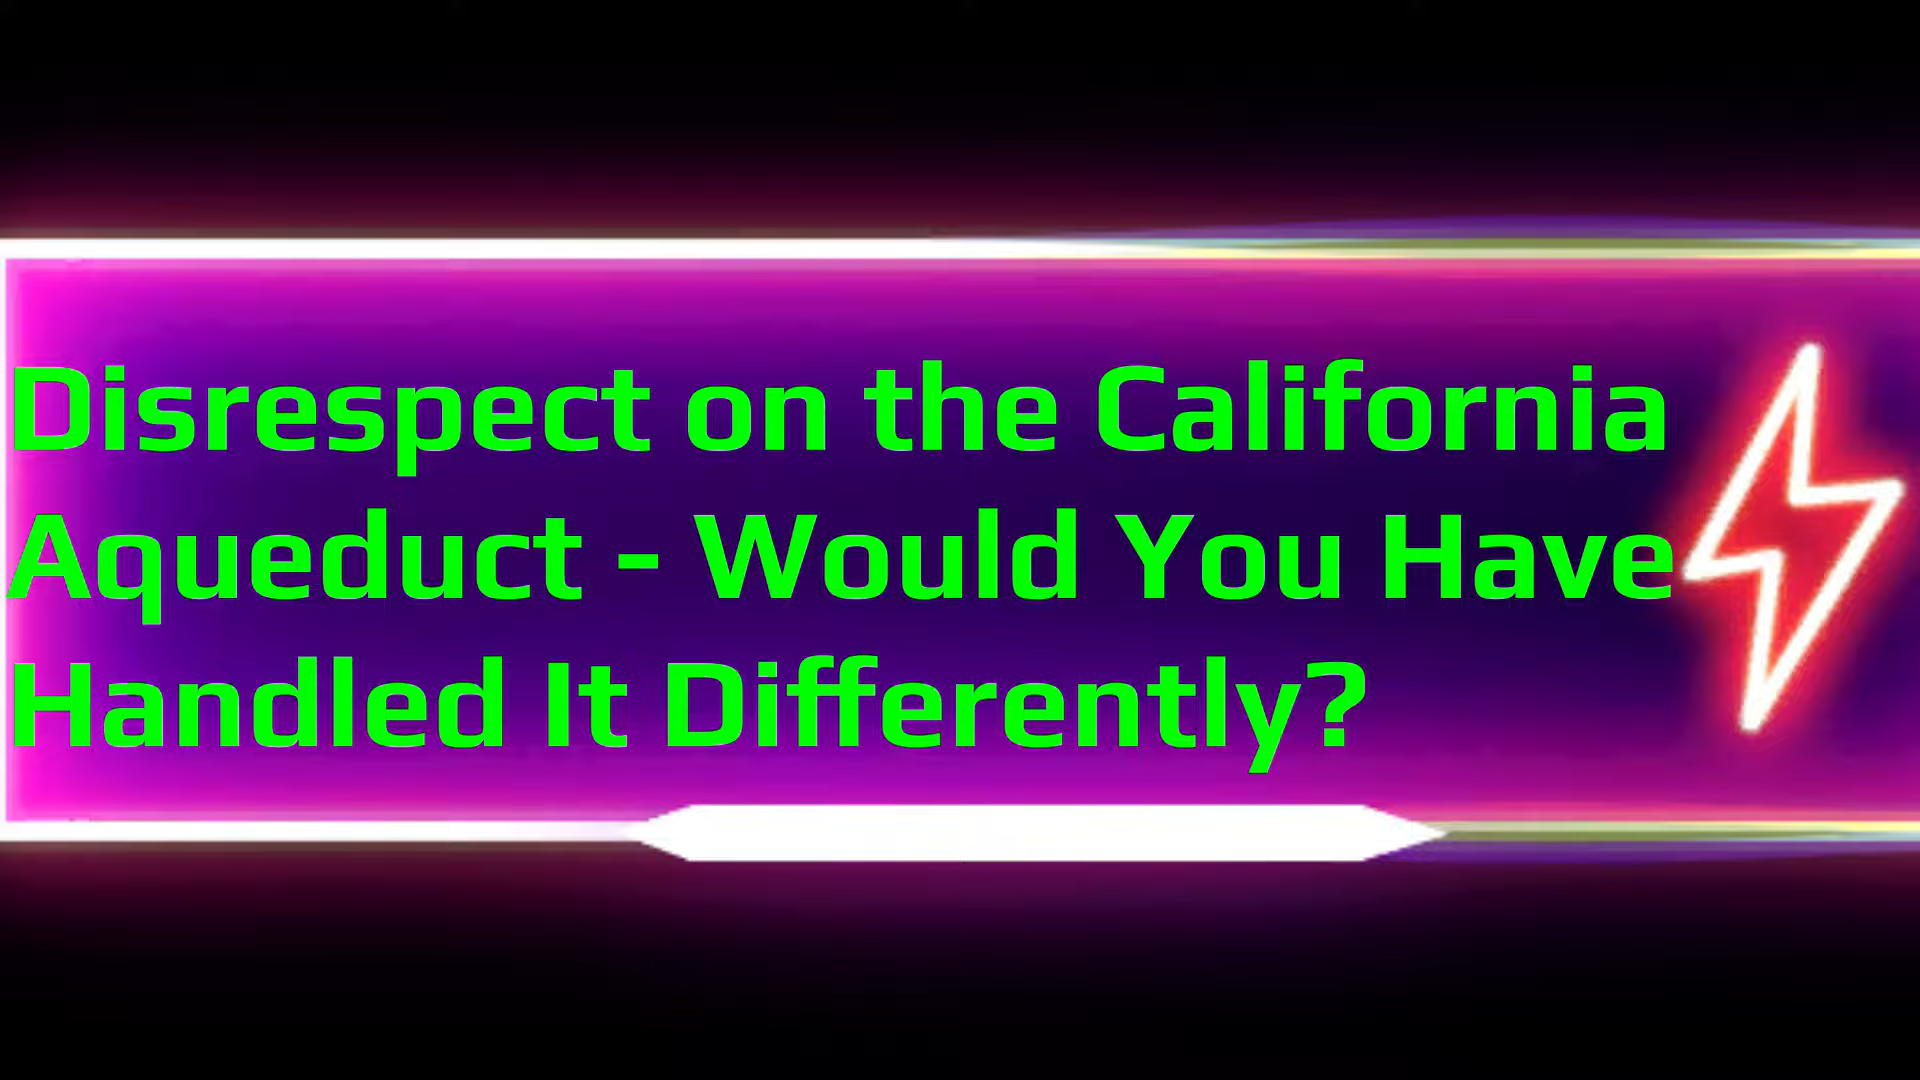 Disrespect on the California
Aqueduct - Would You Have
Handled It Differently?